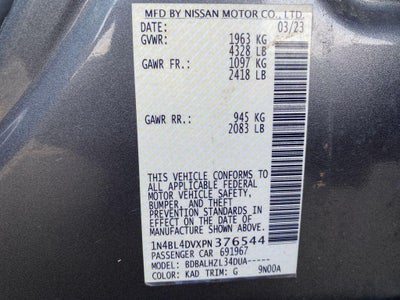 MFD BY NISSAN MOTOR CO., LTD.
DATE: 03/23
GVWR: 1963 KG
4328 LB
GAWR FR.: 1097 KG
2418 LB
GAWR RR.: 945 KG
2083 LB
THIS VEHICLE CONFORMS TO ALL
APPLICABLE FEDERAL
MOTOR VEHICLE SAFETY,
BUMPER, AND THEFT
PREVENTION STANDARDS IN
EFFECT ON THE DATE OF
MANUFACTURE SHOWN ABOVE.
1N4BL4DVXPN376544
PASSENGER CAR 691967
MODEL: BDBALHZL34DUA-----
COLOR: KAD TRIM: G 9N00A